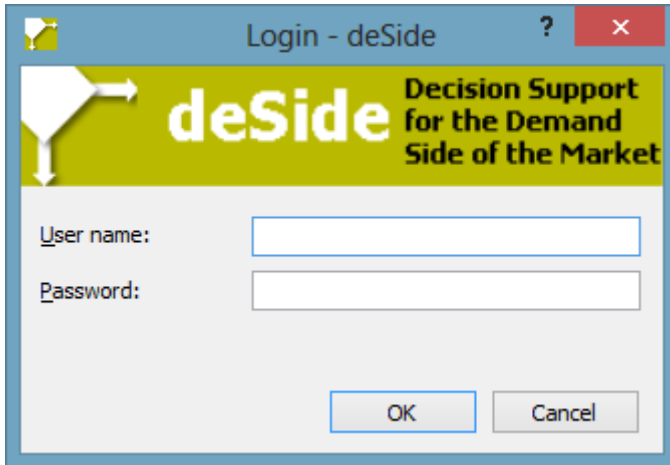 Login - deSide
?
×
deSide
Decision Support
for the Demand
Side of the Market
User name:
Password:
OK
Cancel